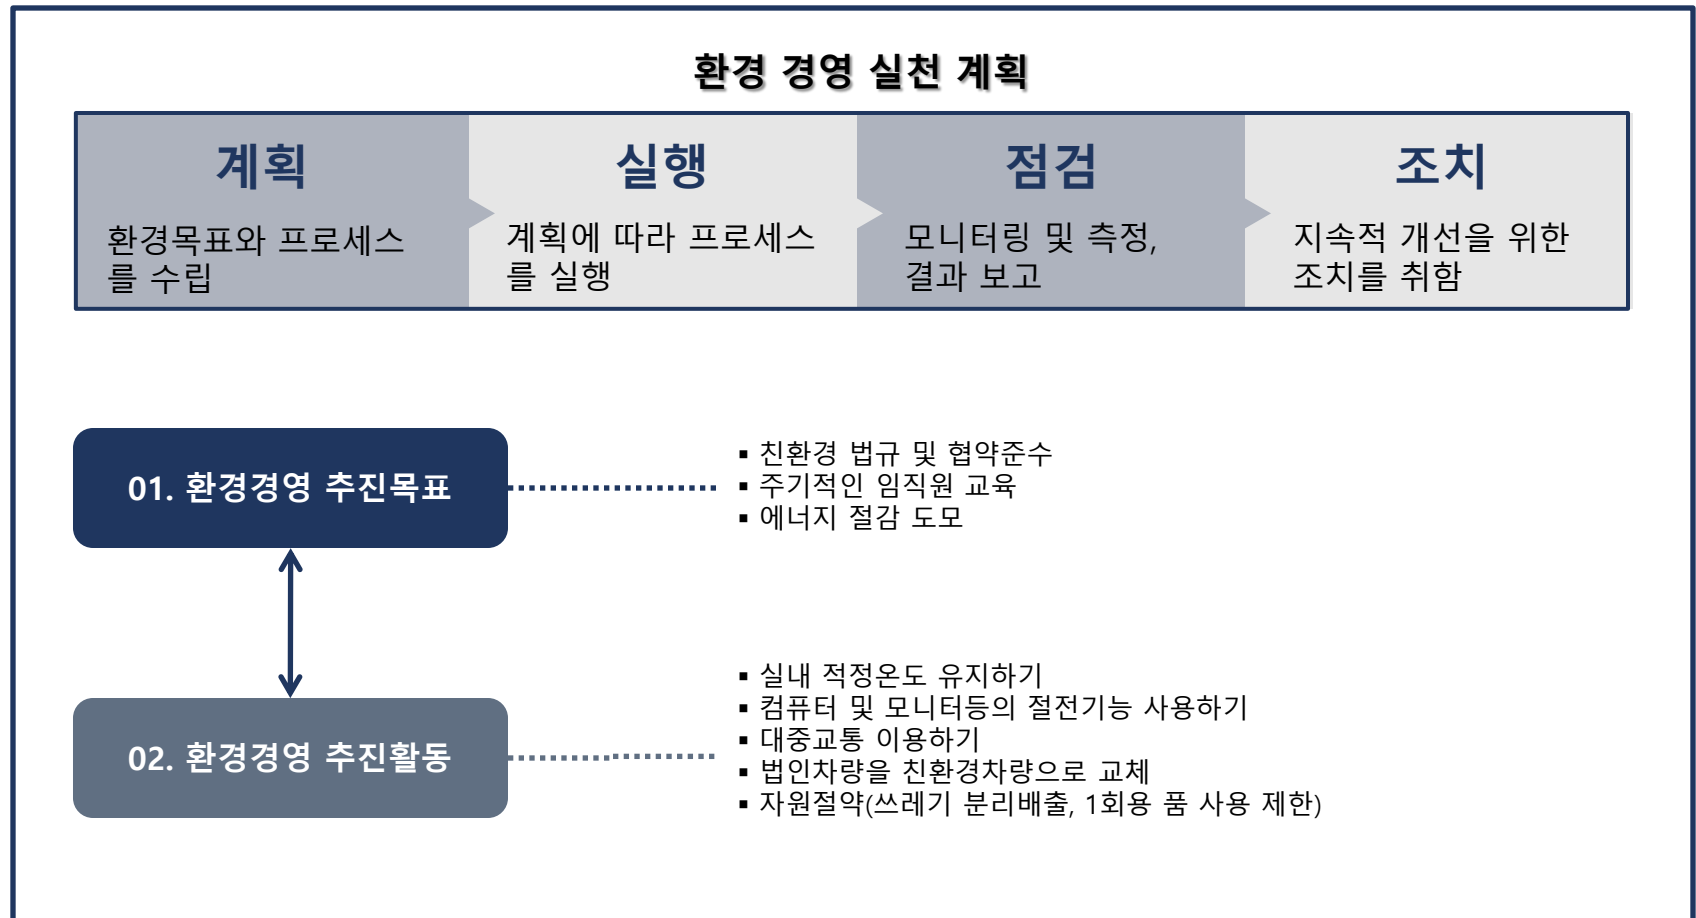 환경 경영 실천 계획
계획
환경목표와 프로세스
를 수립
실행
계획에 따라 프로세스
를 실행
점검
모니터링 및 측정,
결과 보고
조치
지속적 개선을 위한
조치를 취함
01. 환경경영 추진목표
▪ 친환경 법규 및 협약준수
▪ 주기적인 임직원 교육
▪ 에너지 절감 도모
02. 환경경영 추진활동
▪ 실내 적정온도 유지하기
▪ 컴퓨터 및 모니터등의 절전기능 사용하기
▪ 대중교통 이용하기
▪ 법인차량을 친환경차량으로 교체
▪ 자원절약(쓰레기 분리배출, 1회용 품 사용 제한)